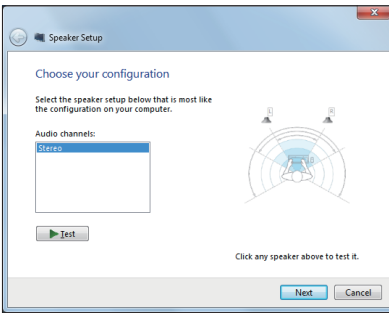 Speaker Setup
Choose your configuration
Select the speaker setup below that is most like
the configuration on your computer.
Audio channels:
Stereo
L
R
Test
Click any speaker above to test it.
Next
Cancel